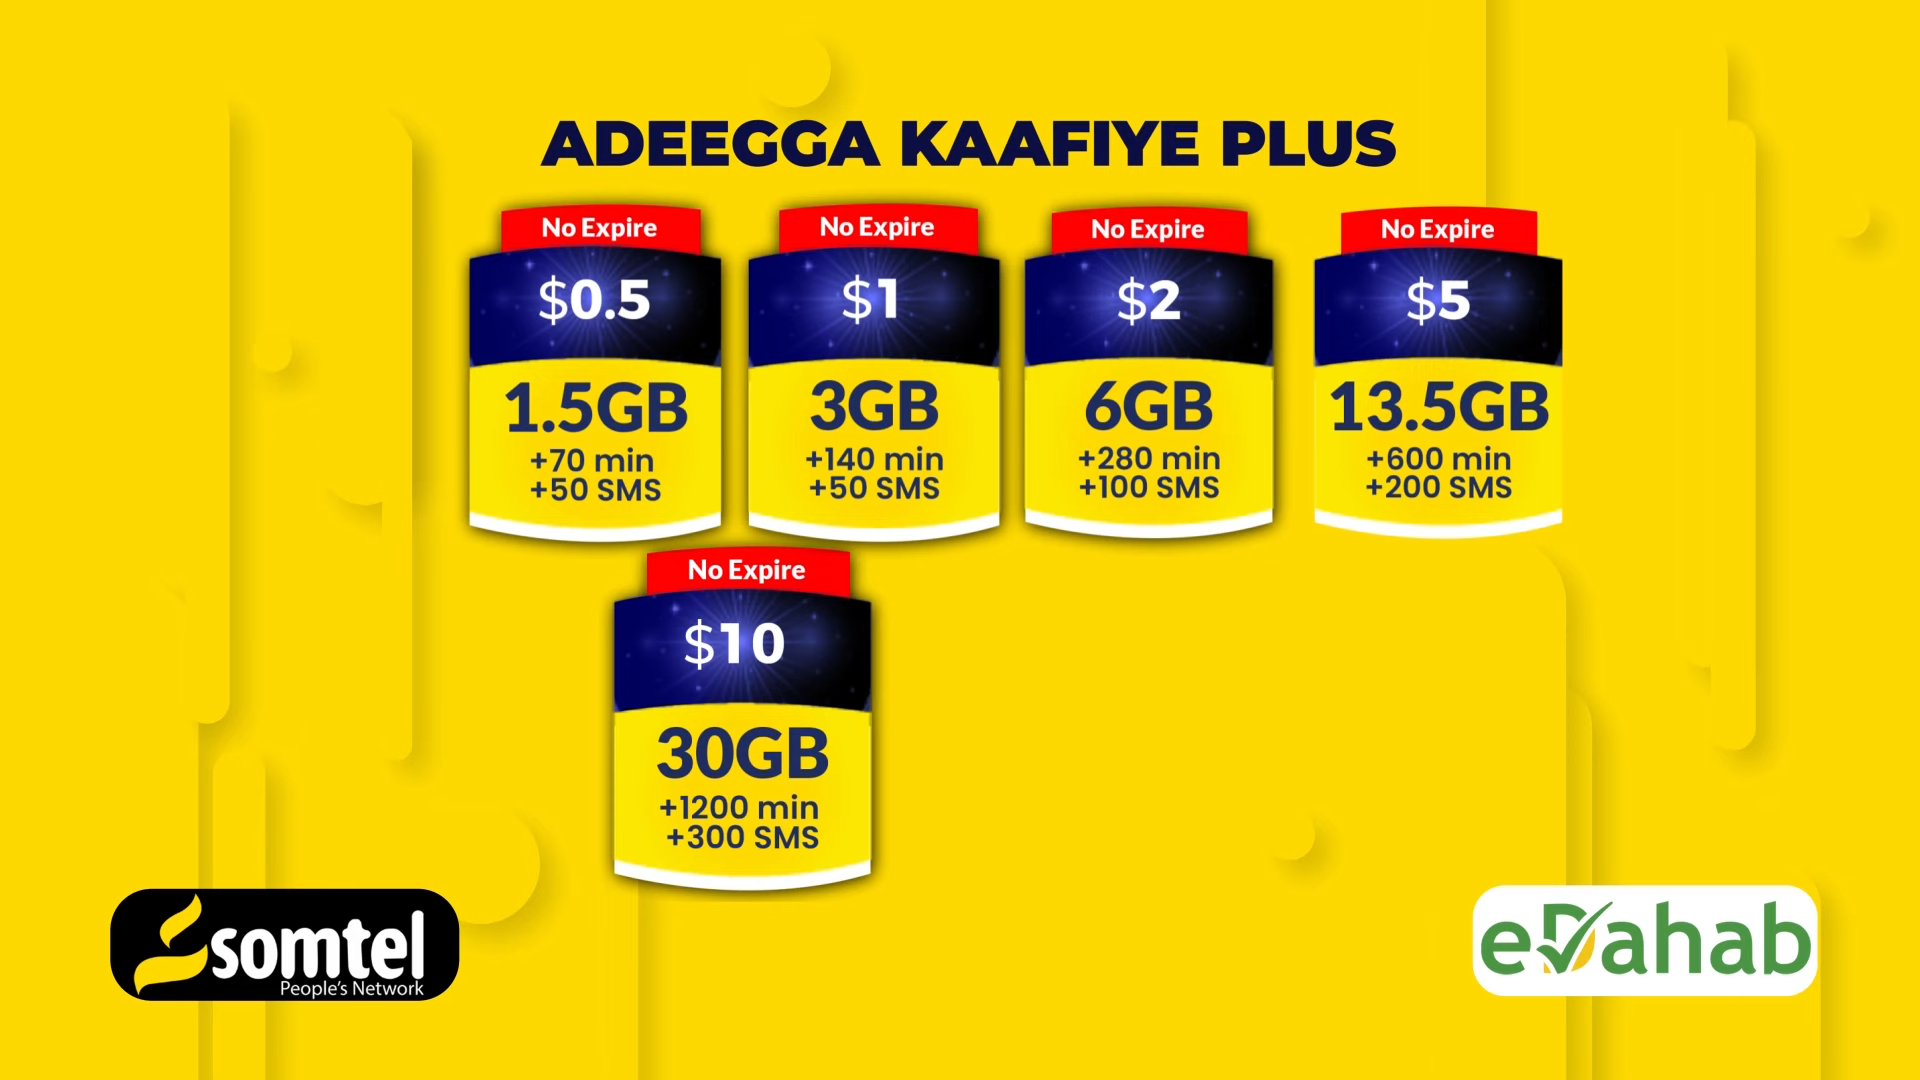 ADEEGGA KAAFIYE PLUS
No Expire
$0.5
1.5GB
+70 min
+50 SMS
No Expire
$1
3GB
+140 min
+50 SMS
No Expire
$2
6GB
+280 min
+100 SMS
No Expire
$5
13.5GB
+600 min
+200 SMS
No Expire
$10
30GB
+1200 min
+300 SMS
somtel
People's Network
eDahab